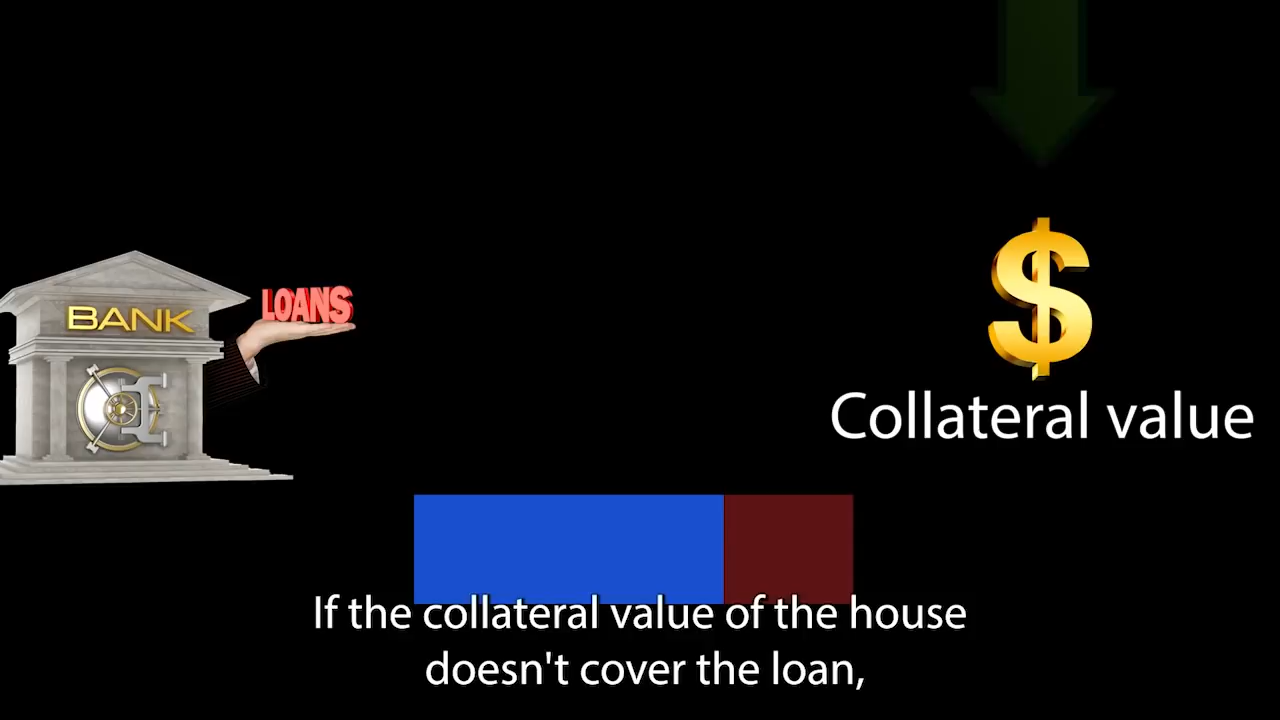 BANK
LOANS
$
Collateral value
If the collateral value of the house
doesn't cover the loan,